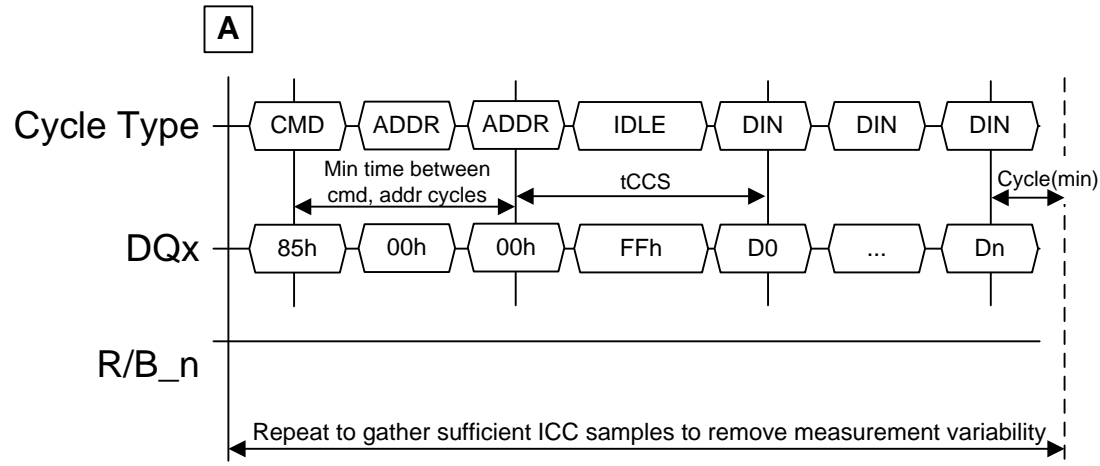 A
Cycle Type CMD ADDR ADDR IDLE DIN DIN DIN
Min time between
cmd, addr cycles
tCCS
Cycle(min)
DQx 85h 00h 00h FFh D0 ... Dn
R/B_n
Repeat to gather sufficient ICC samples to remove measurement variability